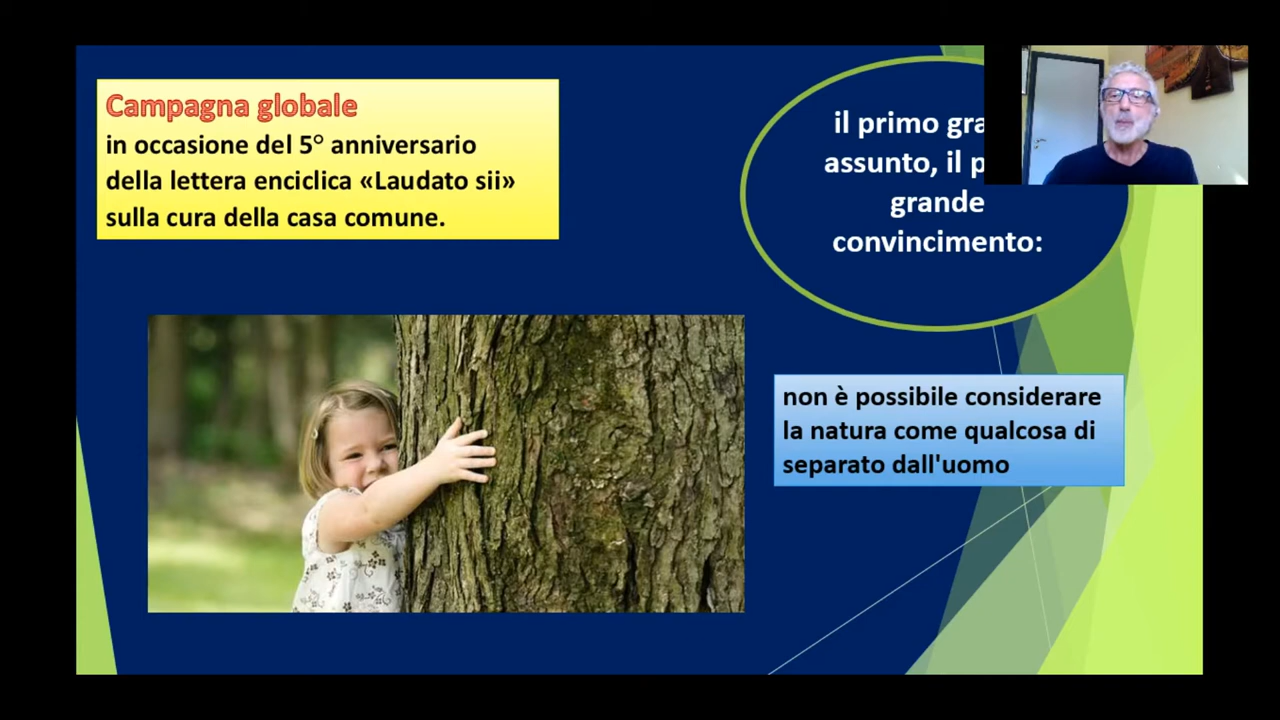 Campagna globale
in occasione del 5° anniversario
della lettera enciclica «Laudato sii»
sulla cura della casa comune.
il primo
assunto, il
grande
convincimento:
non è possibile considerare
la natura come qualcosa di
separato dall'uomo